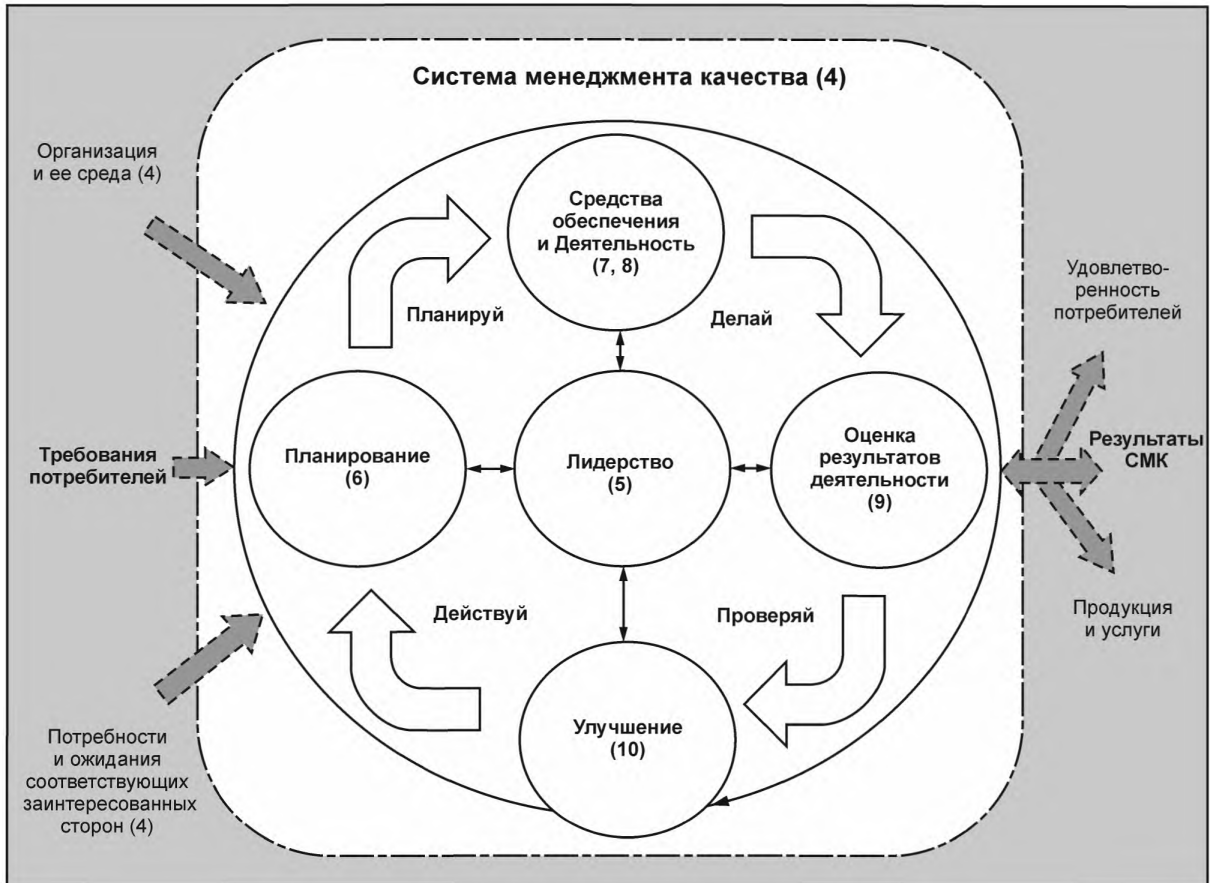 Система менеджмента качества (4)
Организация
и ее среда (4)
Средства
обеспечения
и Деятельность
(7, 8)
Планируй
Делай
Удовлетво-
ренность
потребителей
Требования
потребителей
Планирование
(6)
Лидерство
(5)
Оценка
результатов
деятельности
(9)
Результаты
СМК
Действуй
Проверяй
Продукция
и услуги
Улучшение
(10)
Потребности
и ожидания
соответствующих
заинтересованных
сторон (4)